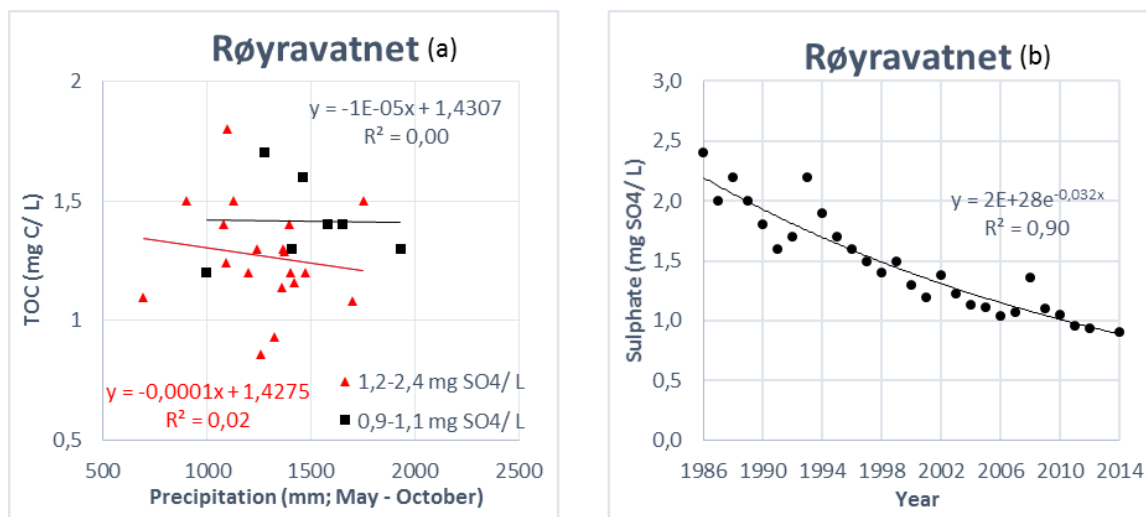 Røyravatnet (a)
2
1,5
1
0,5
TOC (mg C/ L)
y = -1E-05x + 1,4307
R² = 0,00
y = -0,0001x + 1,4275
R² = 0,02
1,2-2,4 mg SO4/ L
0,9-1,1 mg SO4/ L
500 1000 1500 2000 2500
Precipitation (mm; May - October)
Røyravatnet (b)
3,0
2,5
2,0
1,5
1,0
0,5
0,0
Sulphate (mg SO4/ L)
y = 2E+28e^-0,032x
R² = 0,90
1986 1990 1994 1998 2002 2006 2010 2014
Year